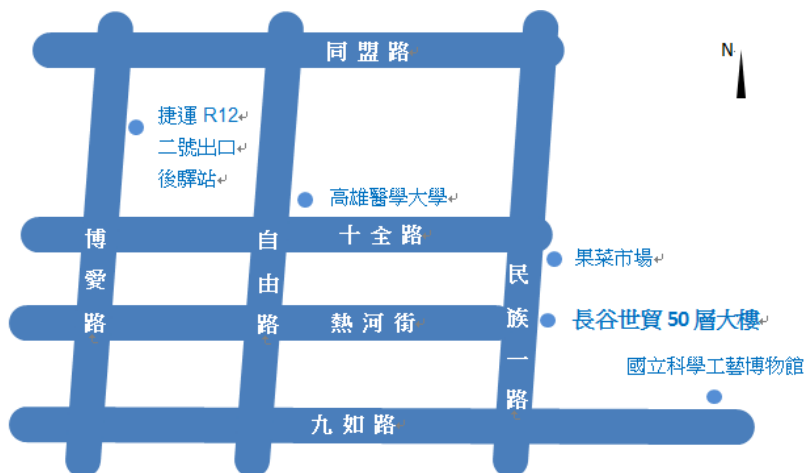 同盟路
N
捷運 R12
二號出口
後驛站
高雄醫學大學
十全路
博愛路
自由路
民族一路
果菜市場
熱河街
長谷世貿 50 層大樓
國立科學工藝博物館
九如路